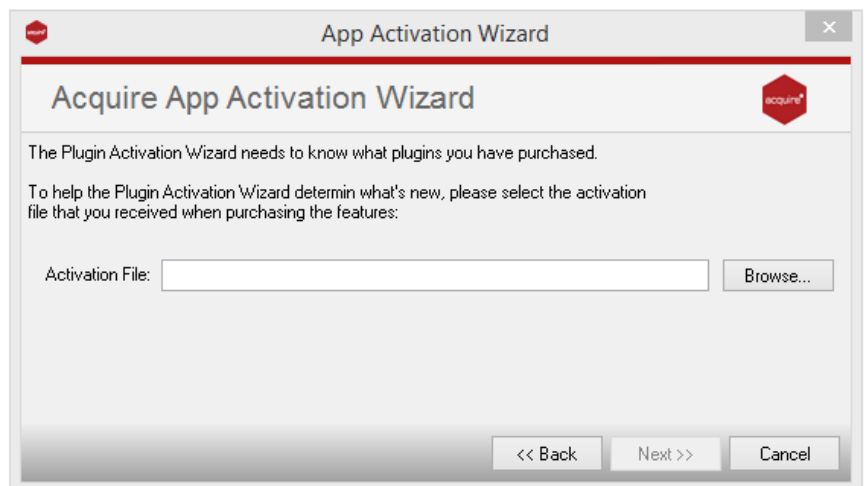 App Activation Wizard
Acquire App Activation Wizard
acquire
The Plugin Activation Wizard needs to know what plugins you have purchased.
To help the Plugin Activation Wizard determin what's new, please select the activation
file that you received when purchasing the features:
Activation File:
Browse...
<< Back
Next >>
Cancel